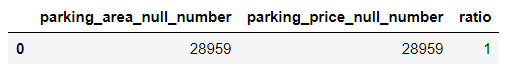 parking_area_null_number parking_price_null_number ratio
0 28959 28959 1